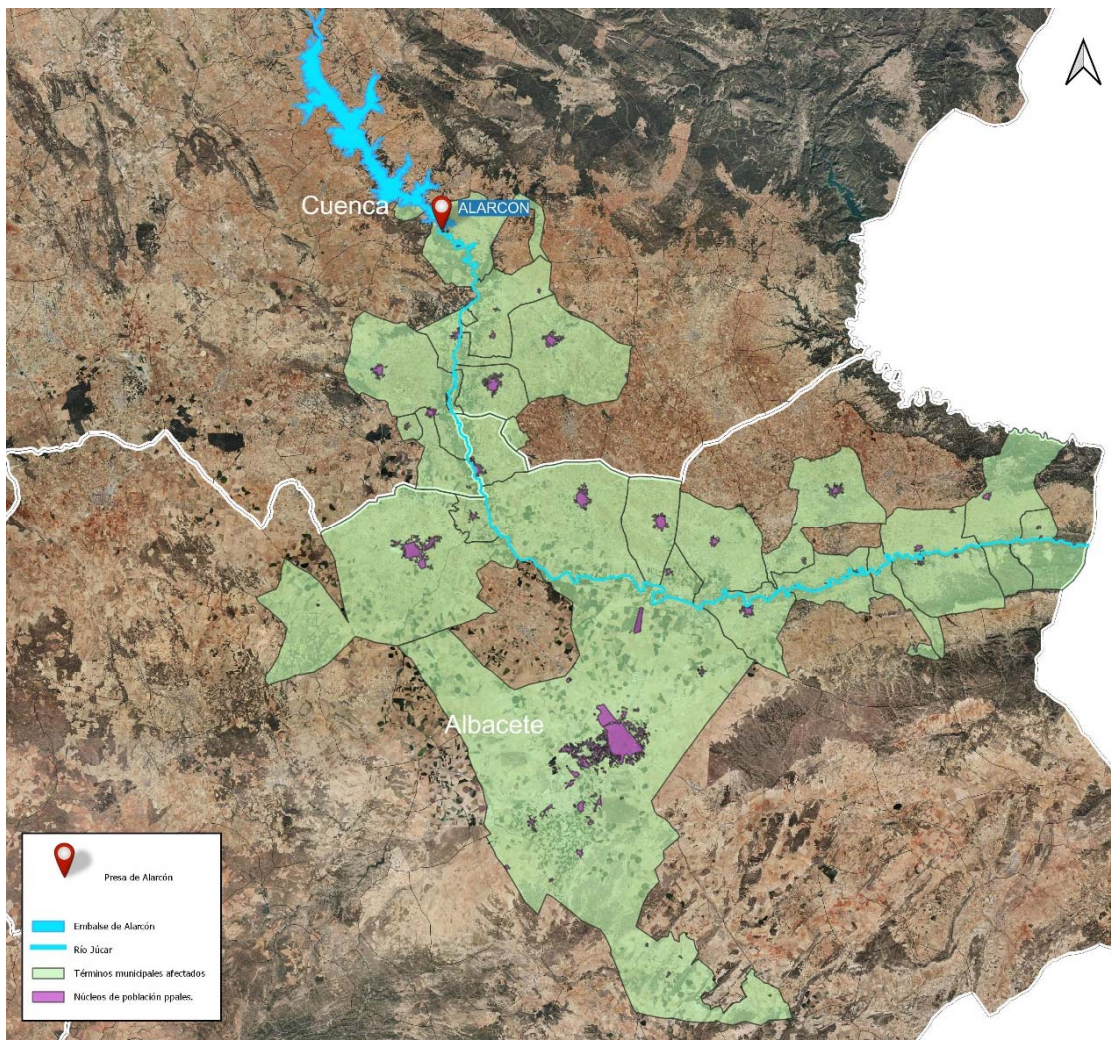 Cuenca
ALARCON
Albacete
Presa de Alarcón
Embalse de Alarcón
Río Júcar
Términos municipales afectados
Núcleos de población ppales.